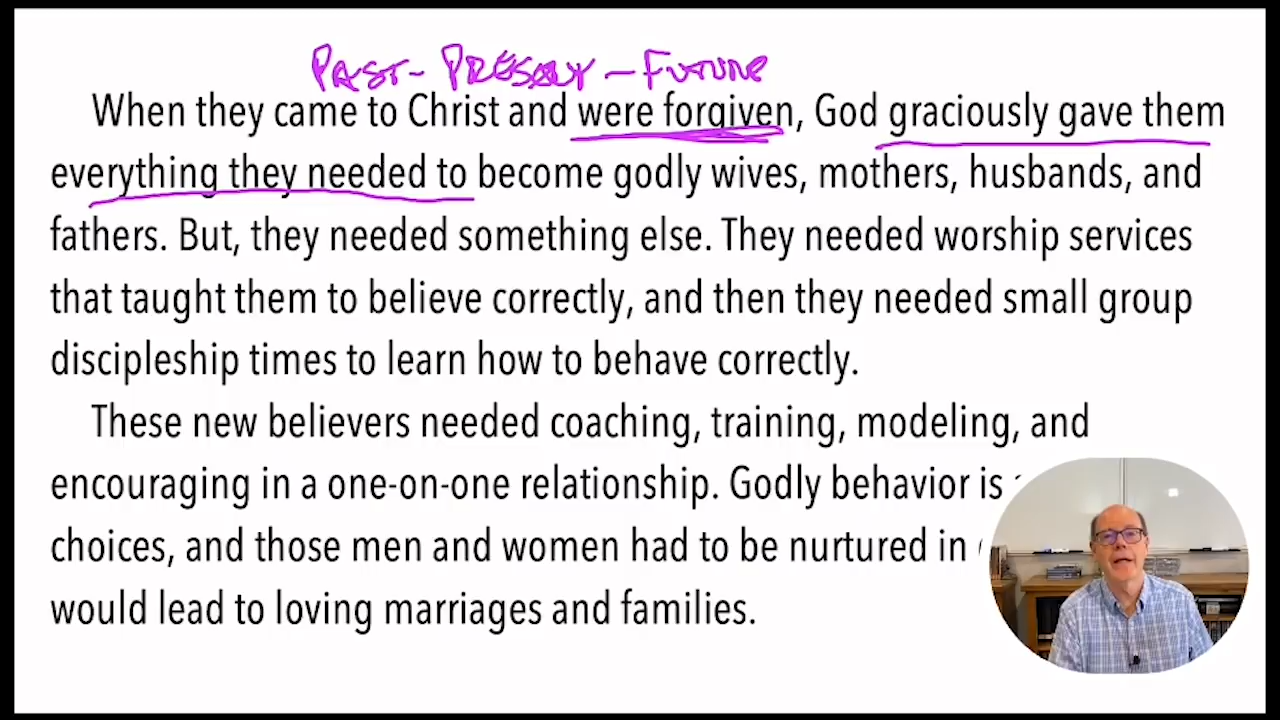 PAST - PRESENT - FUTURE
When they came to Christ and were forgiven, God graciously gave them
everything they needed to become godly wives, mothers, husbands, and
fathers. But, they needed something else. They needed worship services
that taught them to believe correctly, and then they needed small group
discipleship times to learn how to behave correctly.
These new believers needed coaching, training, modeling, and
encouraging in a one-on-one relationship. Godly behavior is
choices, and those men and women had to be nurtured in
would lead to loving marriages and families.